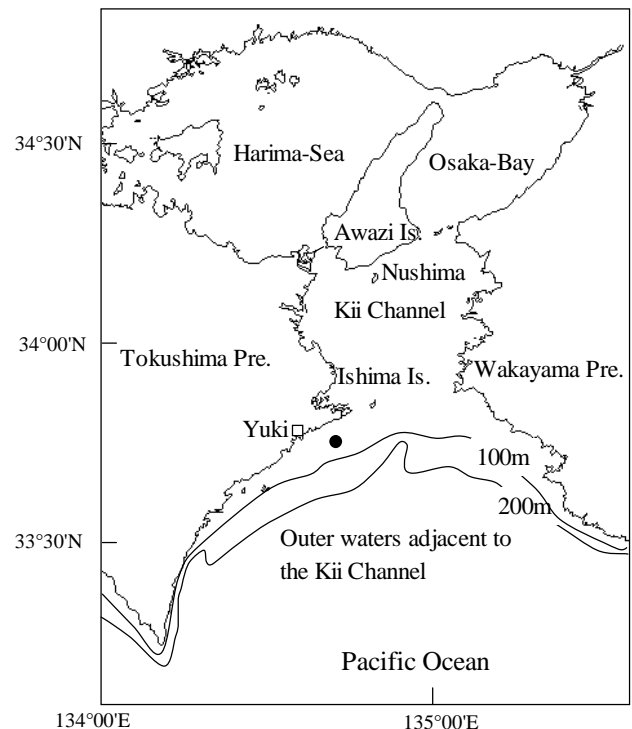 34°30'N
Harima-Sea
Osaka-Bay
Awazi Is.
Nushima
Kii Channel
34°00'N
Tokushima Pre.
Ishima Is.
Wakayama Pre.
Yuki
100m
200m
33°30'N
Outer waters adjacent to
the Kii Channel
Pacific Ocean
134°00'E
135°00'E